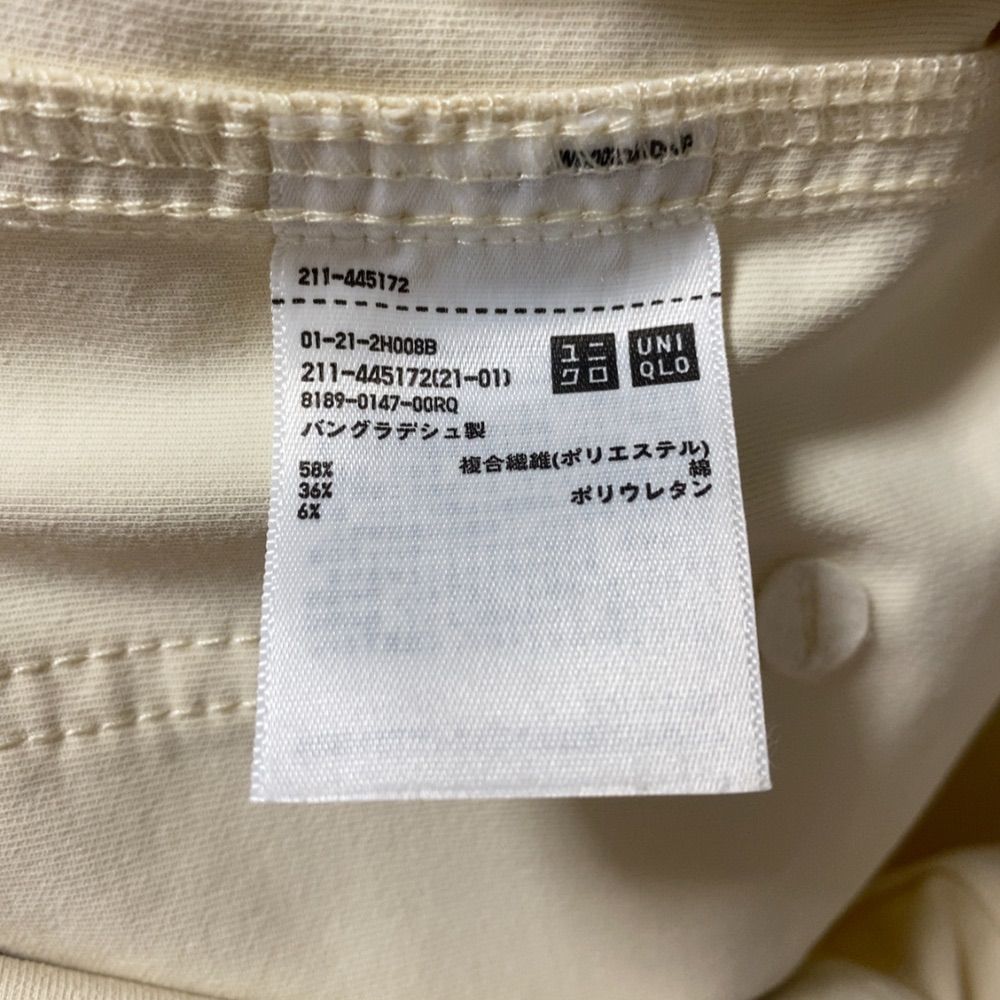 211-445172
01-21-2H008B
ユニ UNI
クロ QLO
211-445172(21-01)
8189-0147-00RQ
バングラデシュ製
58% 複合繊維(ポリエステル)
36% 綿
6% ポリウレタン